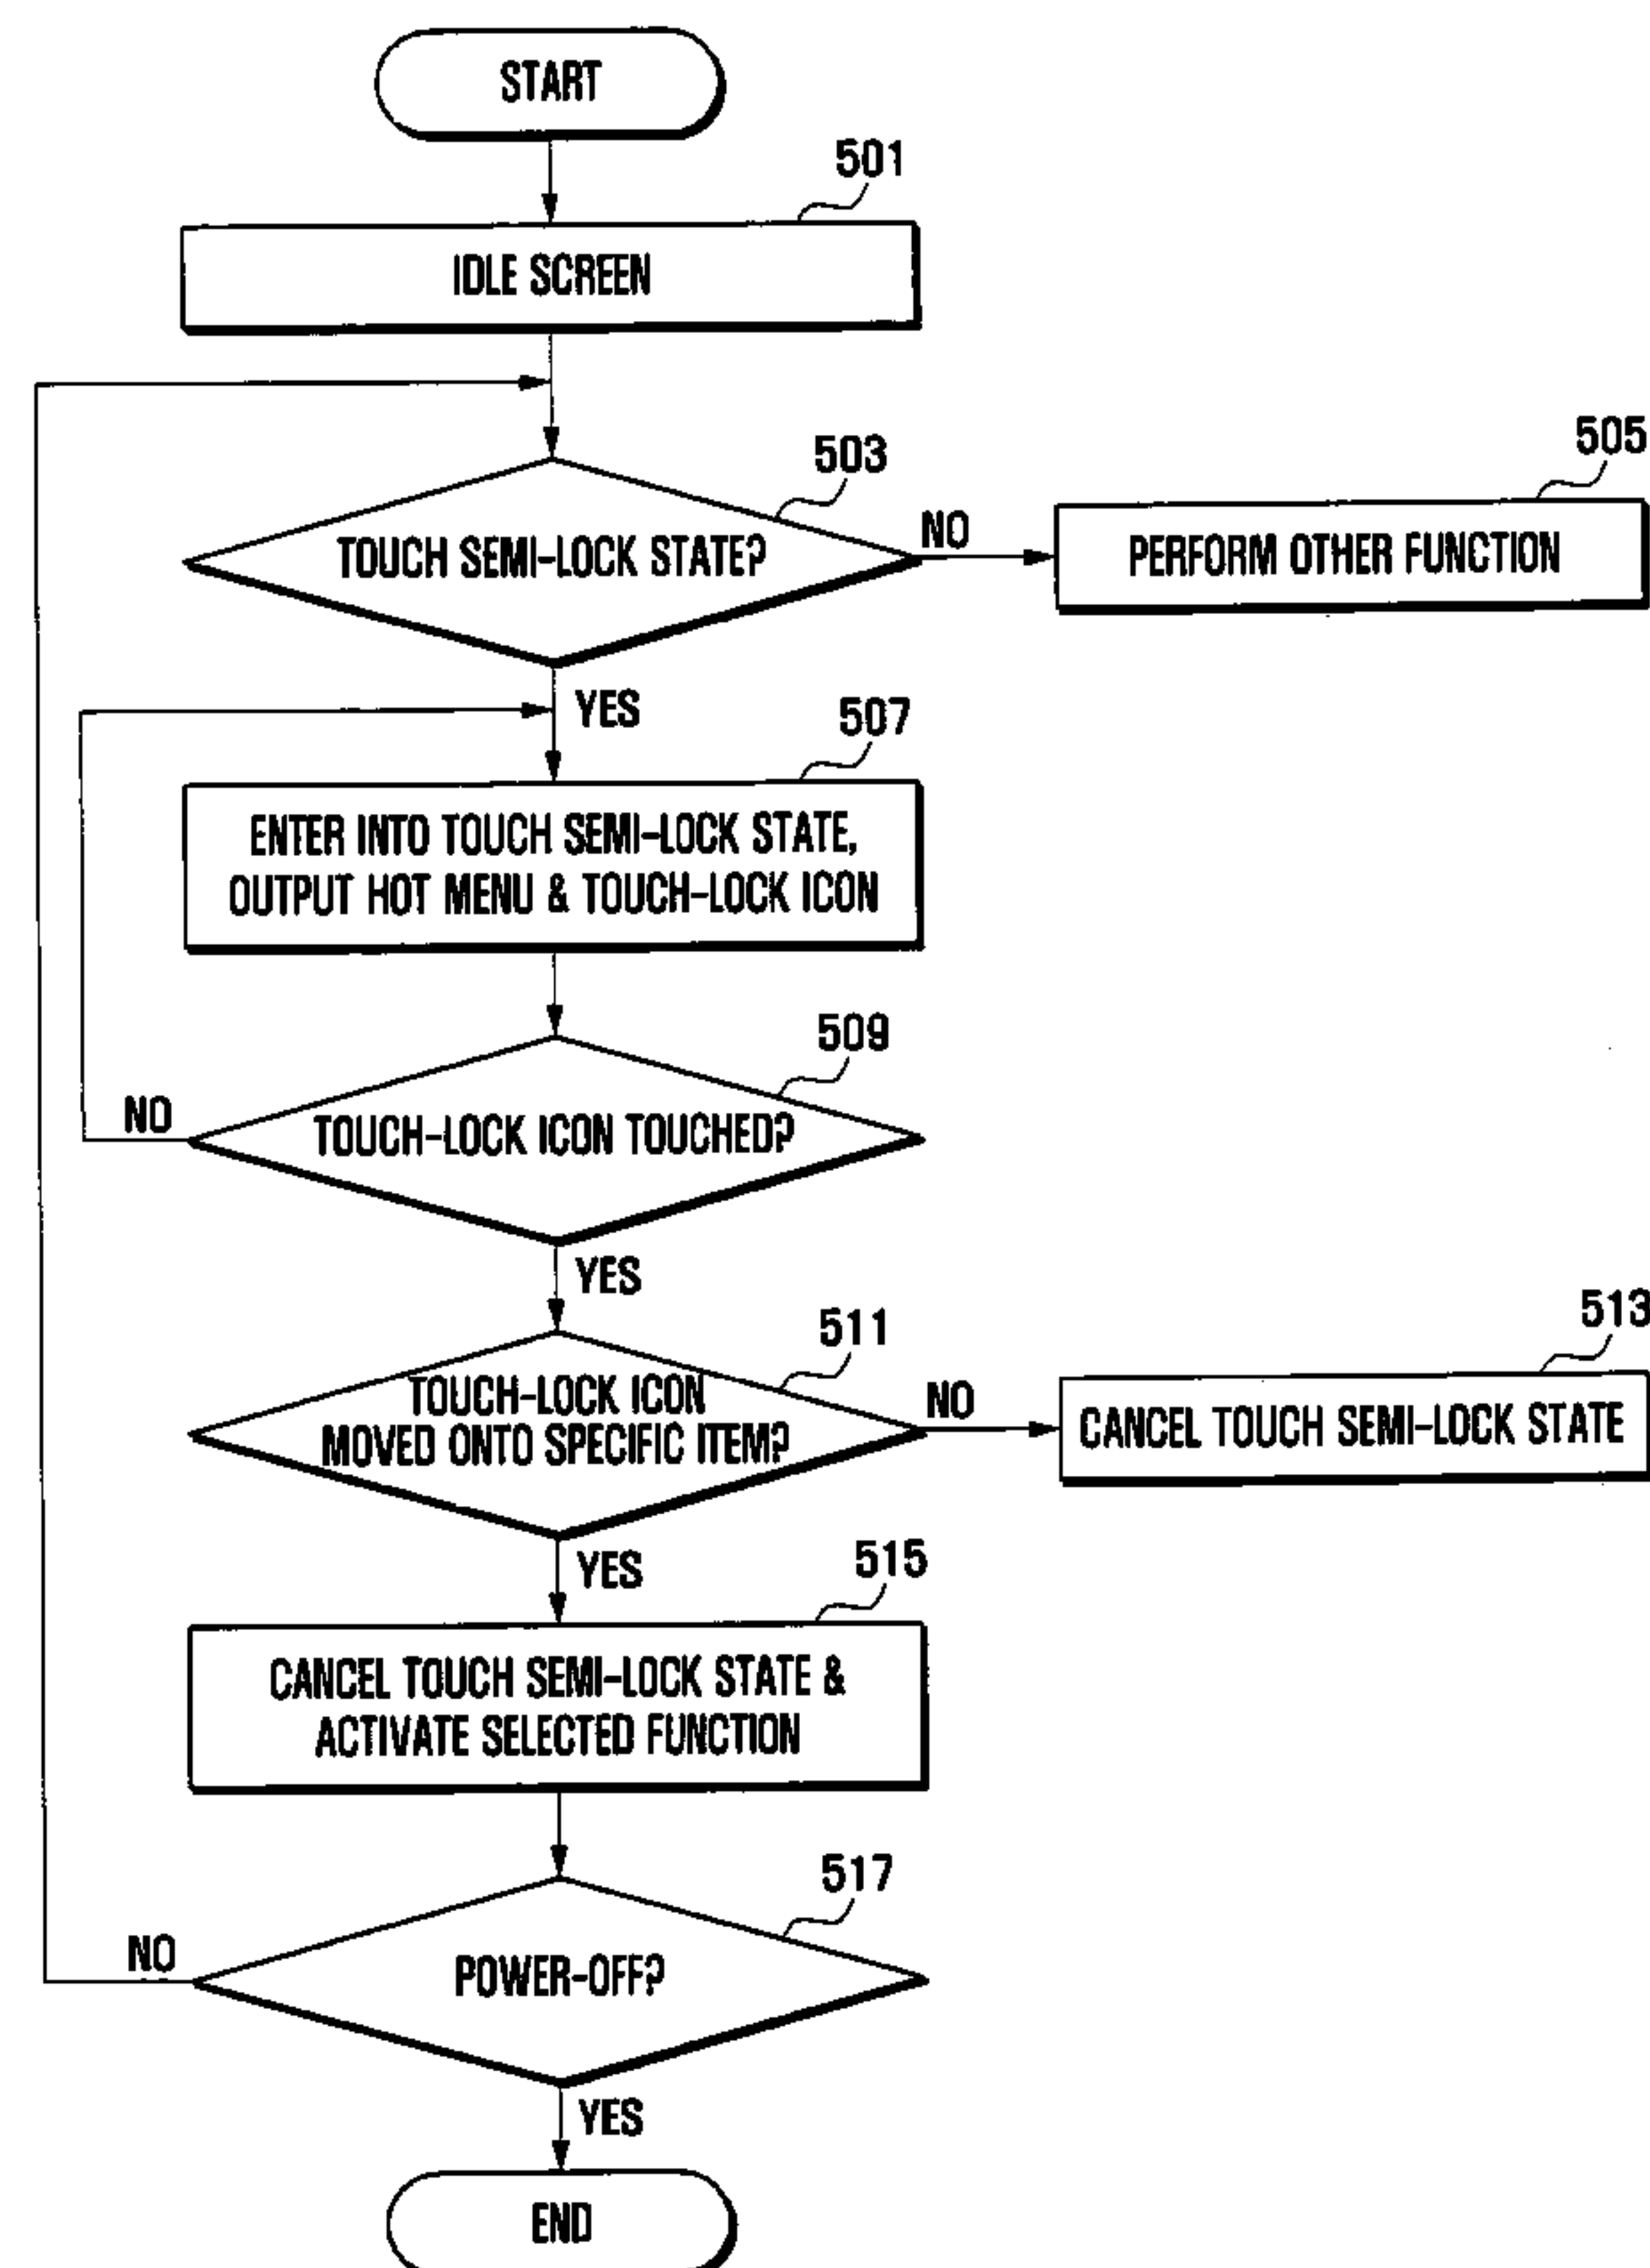 START
501
IDLE SCREEN
503
TOUCH SEMI-LOCK STATE?
NO
505
PERFORM OTHER FUNCTION
YES
507
ENTER INTO TOUCH SEMI-LOCK STATE,
OUTPUT HOT MENU & TOUCH-LOCK ICON
509
TOUCH-LOCK ICON TOUCHED?
NO
YES
511
TOUCH-LOCK ICON
MOVED ONTO SPECIFIC ITEM?
NO
513
CANCEL TOUCH SEMI-LOCK STATE
YES
515
CANCEL TOUCH SEMI-LOCK STATE &
ACTIVATE SELECTED FUNCTION
517
POWER-OFF?
NO
YES
END